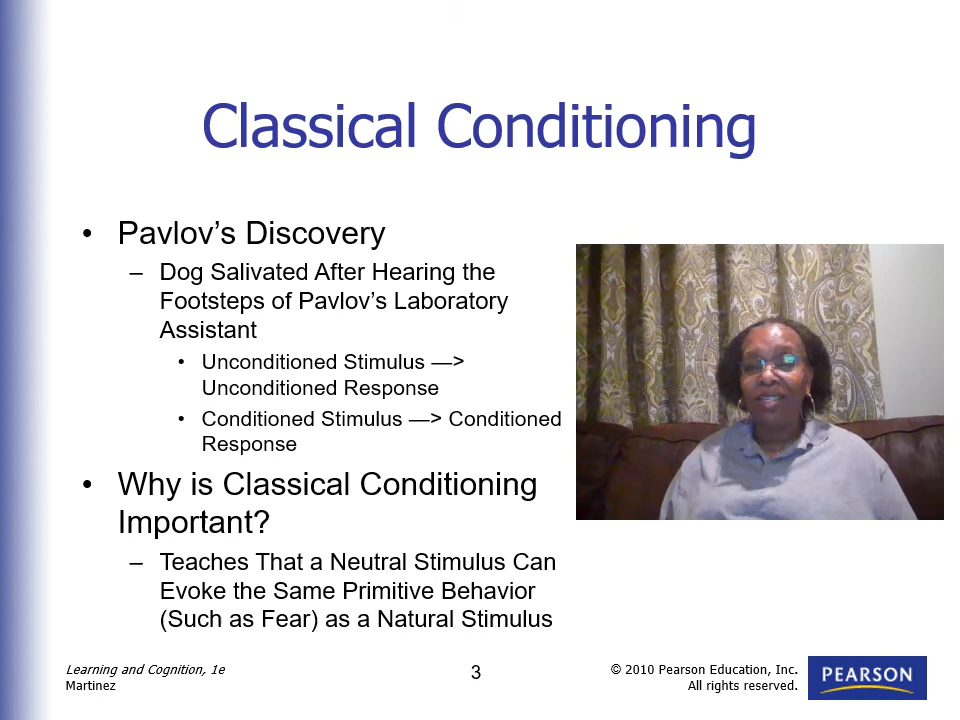 Classical Conditioning
• Pavlov’s Discovery
– Dog Salivated After Hearing the
Footsteps of Pavlov’s Laboratory
Assistant
• Unconditioned Stimulus —>
Unconditioned Response
• Conditioned Stimulus —> Conditioned
Response
• Why is Classical Conditioning
Important?
– Teaches That a Neutral Stimulus Can
Evoke the Same Primitive Behavior
(Such as Fear) as a Natural Stimulus
Learning and Cognition, 1e
Martinez
3
© 2010 Pearson Education, Inc.
All rights reserved.
PEARSON